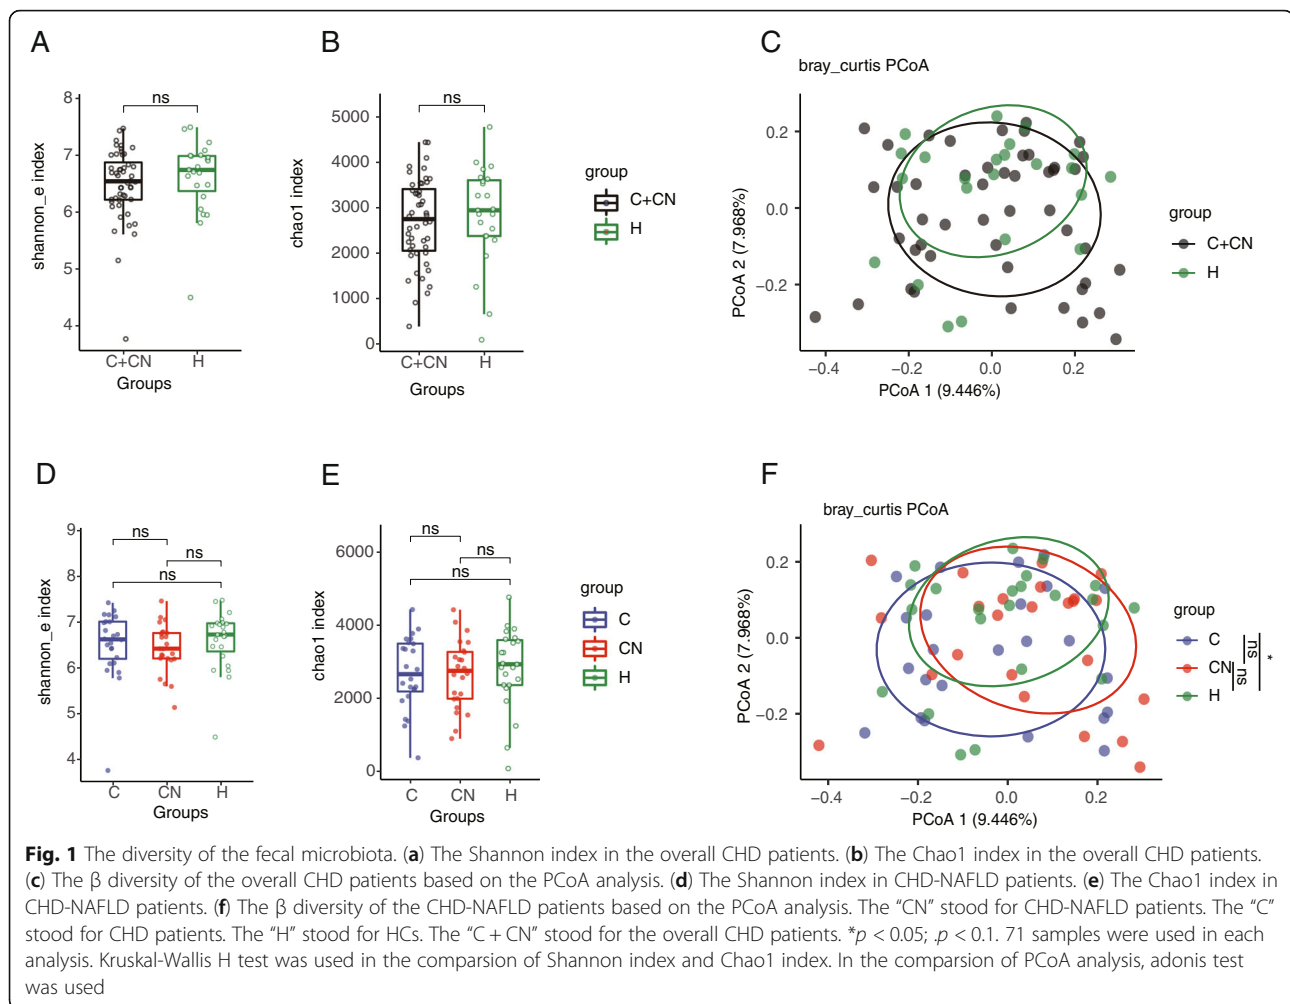 A
B
C
bray_curtis PCoA
ns
ns
8
7
6
5
4
shannon_e index
C+CN
H
Groups
5000
4000
3000
2000
1000
0
chao1 index
C+CN
H
Groups
group
C+CN
H
0.2
0.0
−0.2
PCoA 2 (7.968%)
−0.4
−0.2
0.0
0.2
PCoA 1 (9.446%)
group
C+CN
H
D
E
F
bray_curtis PCoA
ns
ns
ns
9
8
7
6
5
4
shannon_e index
C
CN
H
Groups
ns
ns
ns
6000
4000
2000
0
chao1 index
C
CN
H
Groups
group
C
CN
H
0.2
0.0
−0.2
PCoA 2 (7.968%)
−0.4
−0.2
0.0
0.2
PCoA 1 (9.446%)
group
C
CN
H
ns
ns
*
Fig. 1 The diversity of the fecal microbiota. (a) The Shannon index in the overall CHD patients. (b) The Chao1 index in the overall CHD patients.
(c) The β diversity of the overall CHD patients based on the PCoA analysis. (d) The Shannon index in CHD-NAFLD patients. (e) The Chao1 index in
CHD-NAFLD patients. (f) The β diversity of the CHD-NAFLD patients based on the PCoA analysis. The “CN” stood for CHD-NAFLD patients. The “C”
stood for CHD patients. The “H” stood for HCs. The “C + CN” stood for the overall CHD patients. *p < 0.05; .p < 0.1. 71 samples were used in each
analysis. Kruskal-Wallis H test was used in the comparsion of Shannon index and Chao1 index. In the comparsion of PCoA analysis, adonis test
was used